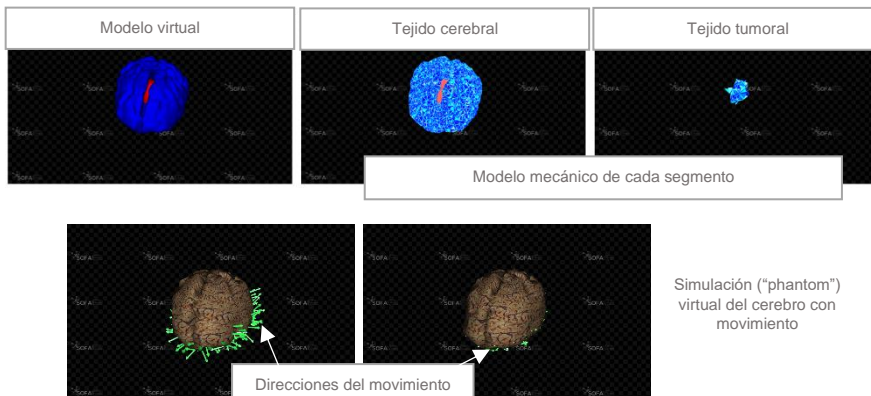 Modelo virtual
Tejido cerebral
Tejido tumoral
SOFA
Modelo mecánico de cada segmento
Simulación (“phantom”)
virtual del cerebro con
movimiento
Direcciones del movimiento